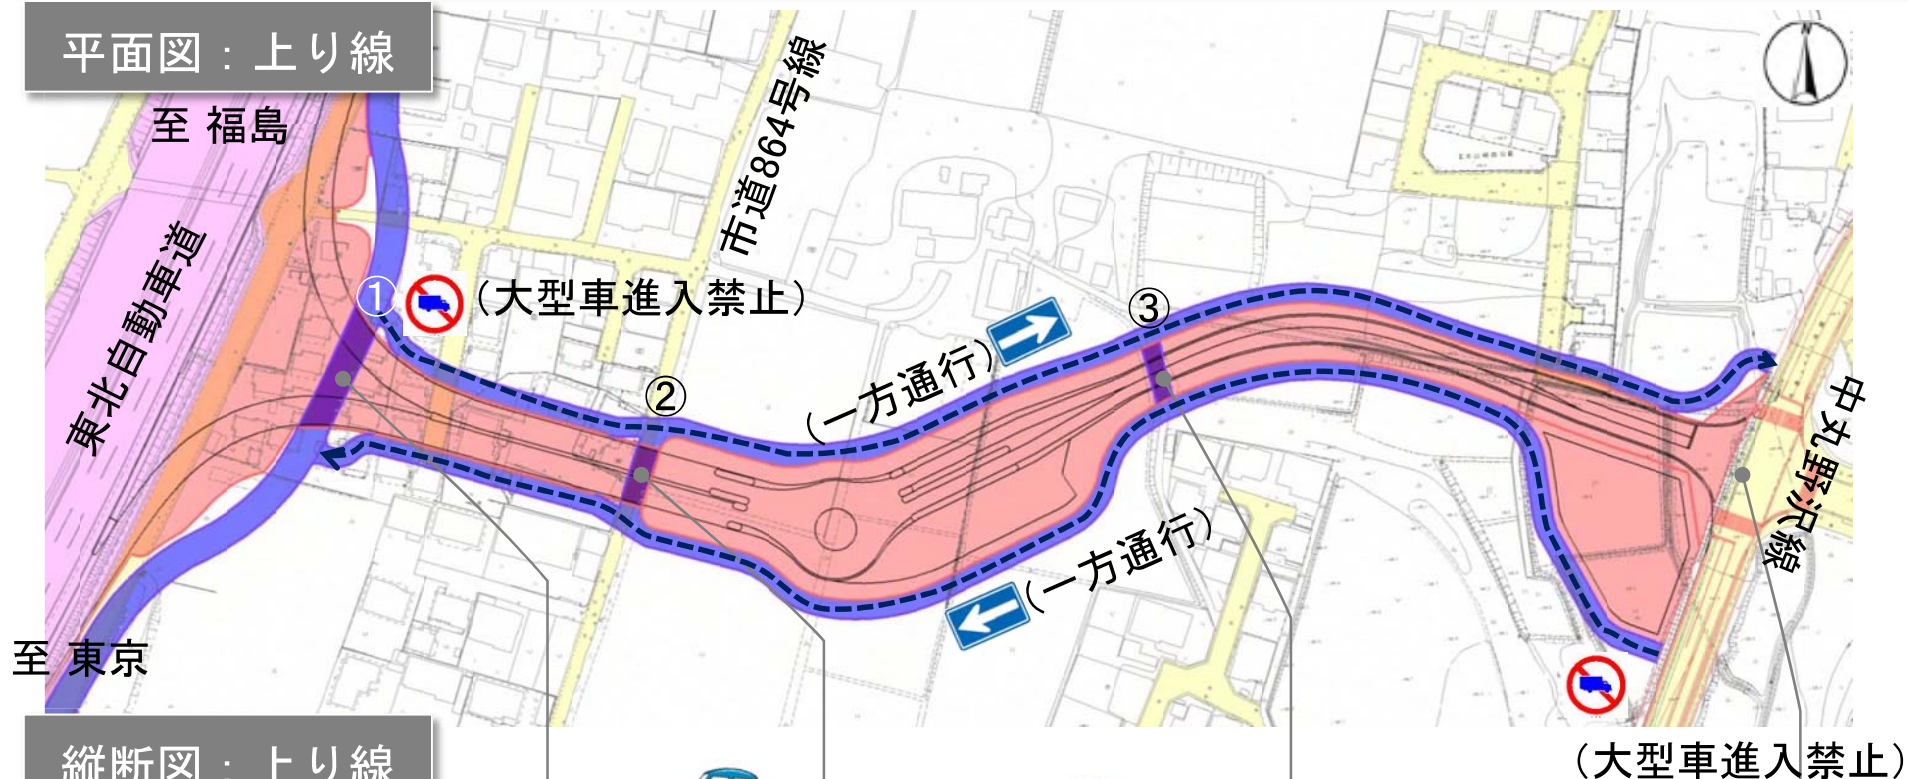 平面図：上り線
至 福島
N
市道864号線
東北自動車道
①
（大型車進入禁止）
③
②
（一方通行）
中丸野沢線
（一方通行）
至 東京
（大型車進入禁止）
縦断図：上り線